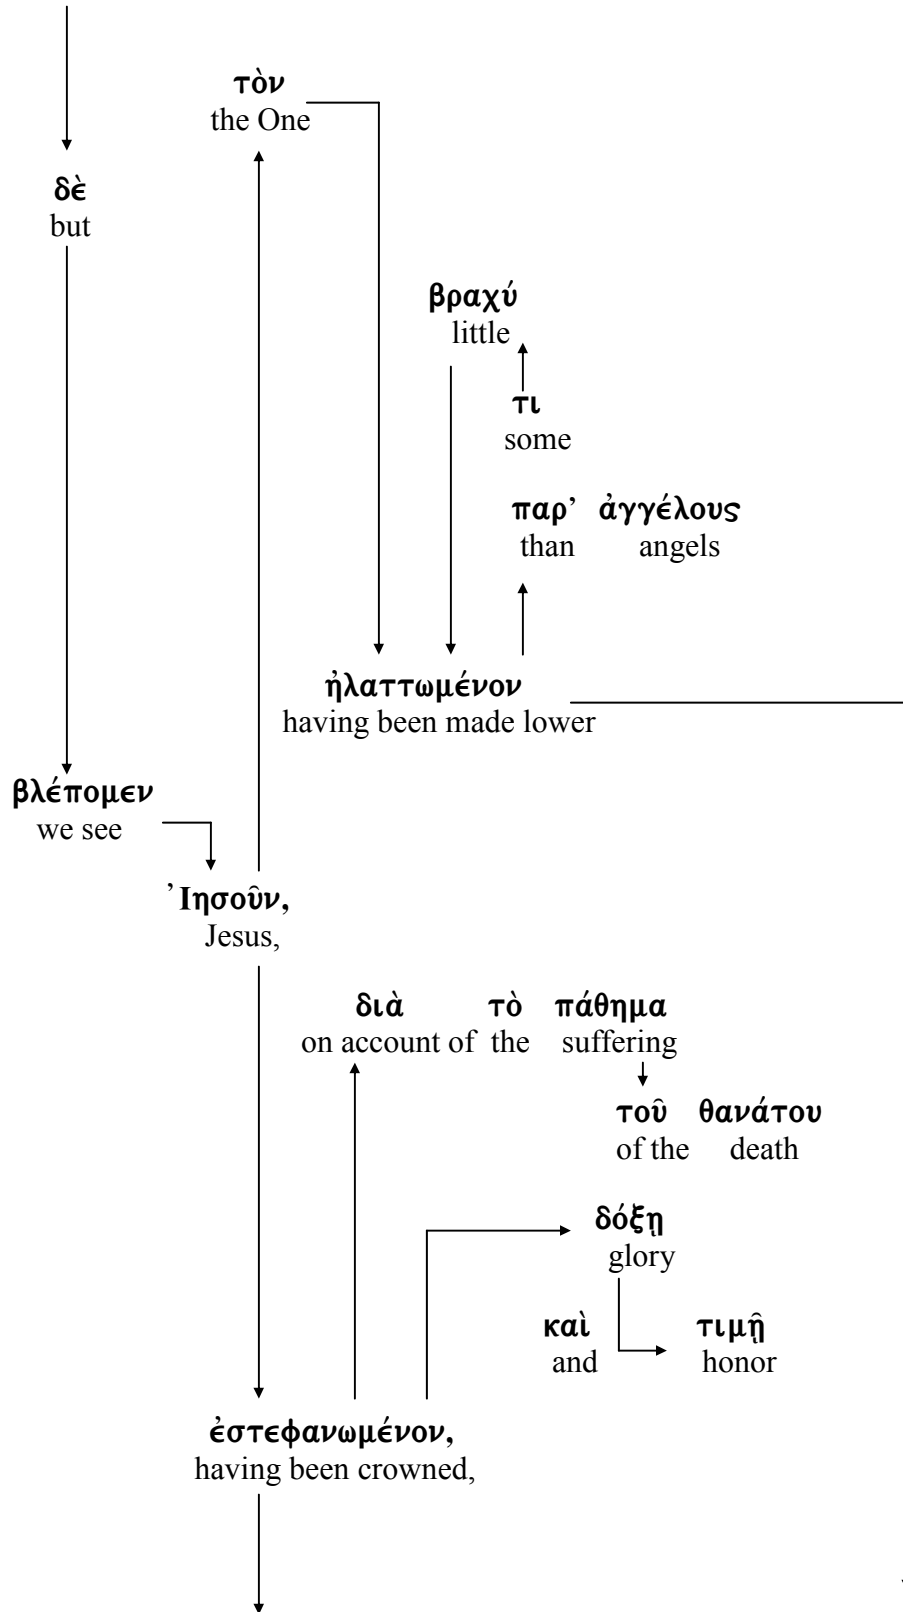 τὸν
the One
δὲ
but
βραχύ
little
τι
some
παρ’ ἀγγέλους
than angels
ἠλαττωμένον
having been made lower
βλέπομεν
we see
’Ιησοῦν,
Jesus,
διὰ τὸ πάθημα
on account of the suffering
τοῦ θανάτου
of the death
δόξῃ
glory
καὶ τιμῇ
and honor
ἐστεφανωμένον,
having been crowned,